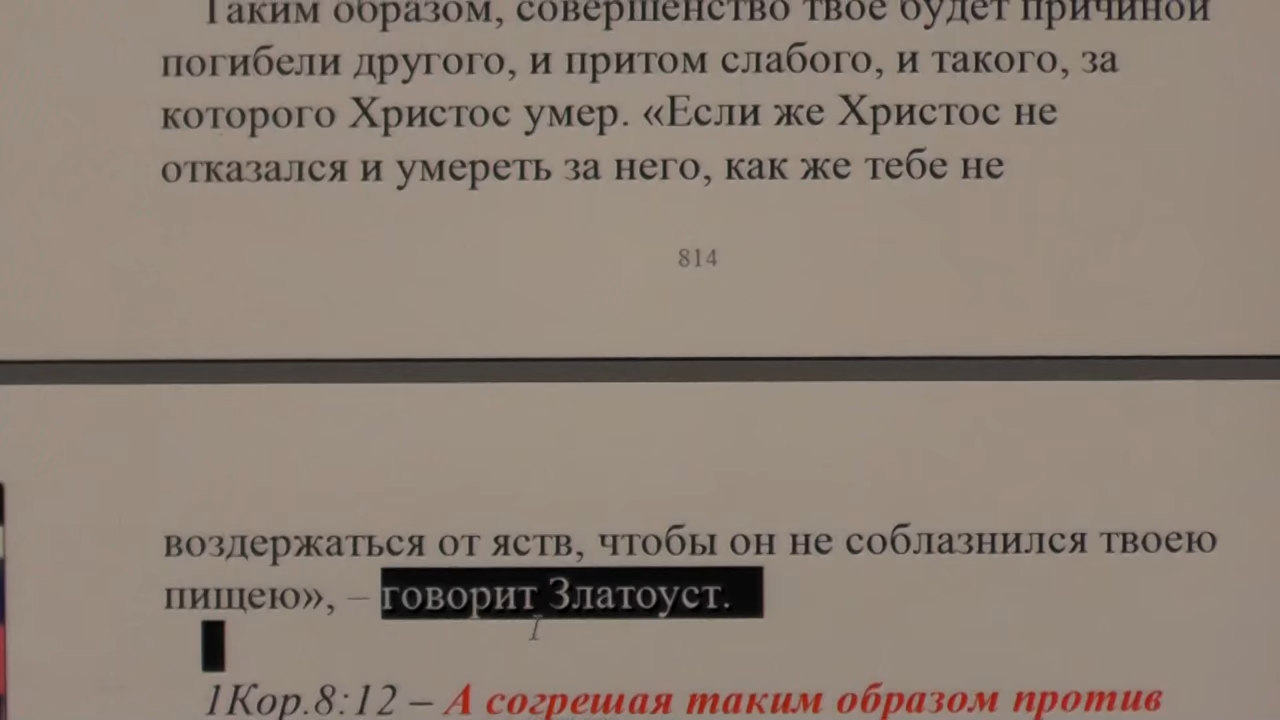 Таким образом, совершенство твое будет причиной
погибели другого, и притом слабого, и такого, за
которого Христос умер. «Если же Христос не
отказался и умереть за него, как же тебе не
814
воздержаться от яств, чтобы он не соблазнился твоею
пищею», – говорит Златоуст.
1Кор.8:12 – А согрешая таким образом против